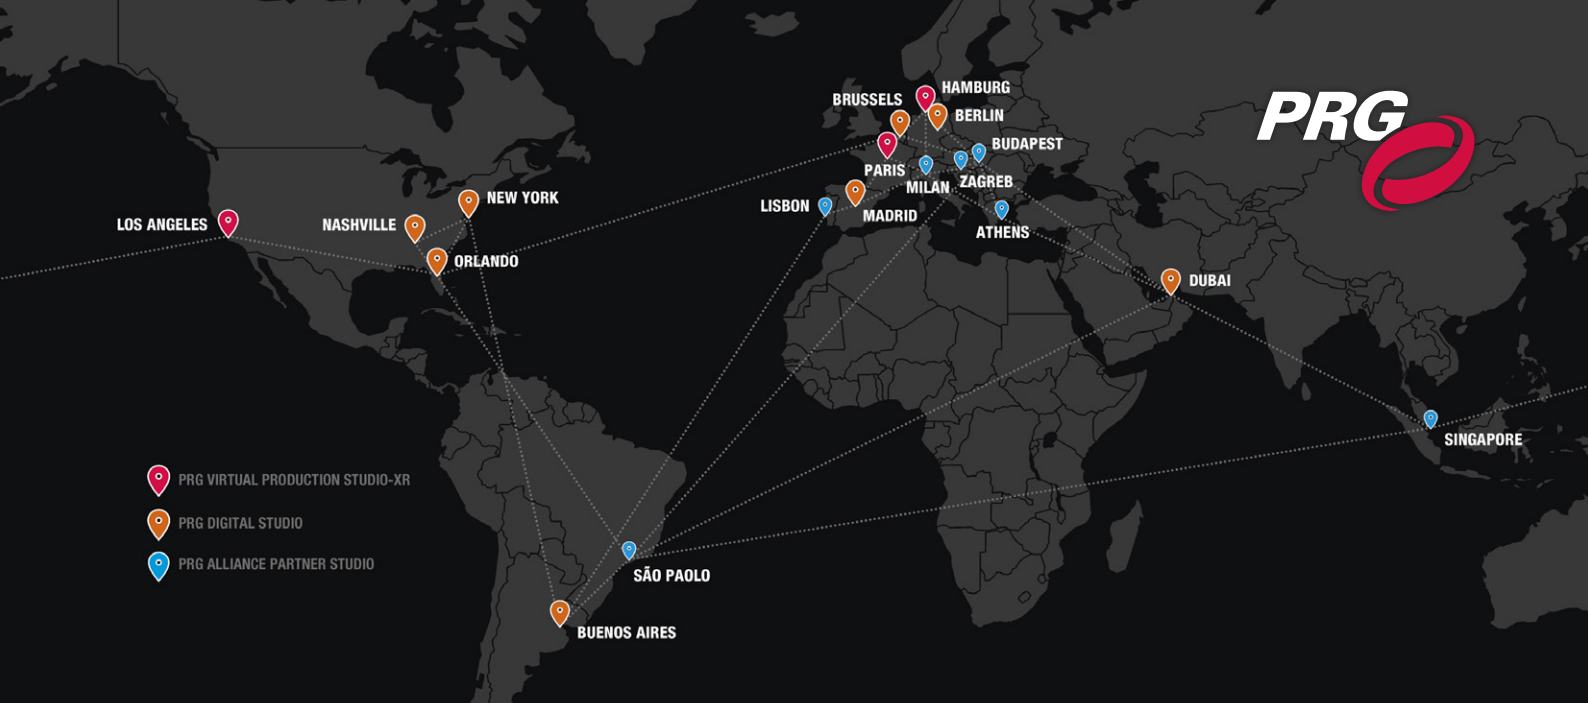 HAMBURG
BRUSSELS
BERLIN
PRG
BUDAPEST
PARIS
MILAN
ZAGREB
NEW YORK
LISBON
MADRID
LOS ANGELES
NASHVILLE
ATHENS
ORLANDO
DUBAI
SINGAPORE
PRG VIRTUAL PRODUCTION STUDIO-XR
PRG DIGITAL STUDIO
PRG ALLIANCE PARTNER STUDIO
SÃO PAOLO
BUENOS AIRES